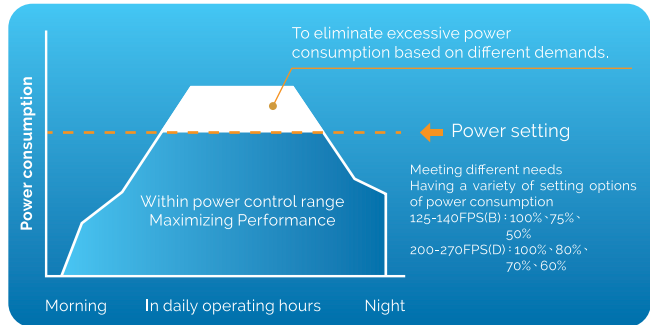 To eliminate excessive power
consumption based on different demands.
Power consumption
Power setting
Within power control range
Maximizing Performance
Meeting different needs
Having a variety of setting options
of power consumption
125-140FPS(B)：100%、75%、
50%
200-270FPS(D)：100%、80%、
70%、60%
Morning
In daily operating hours
Night